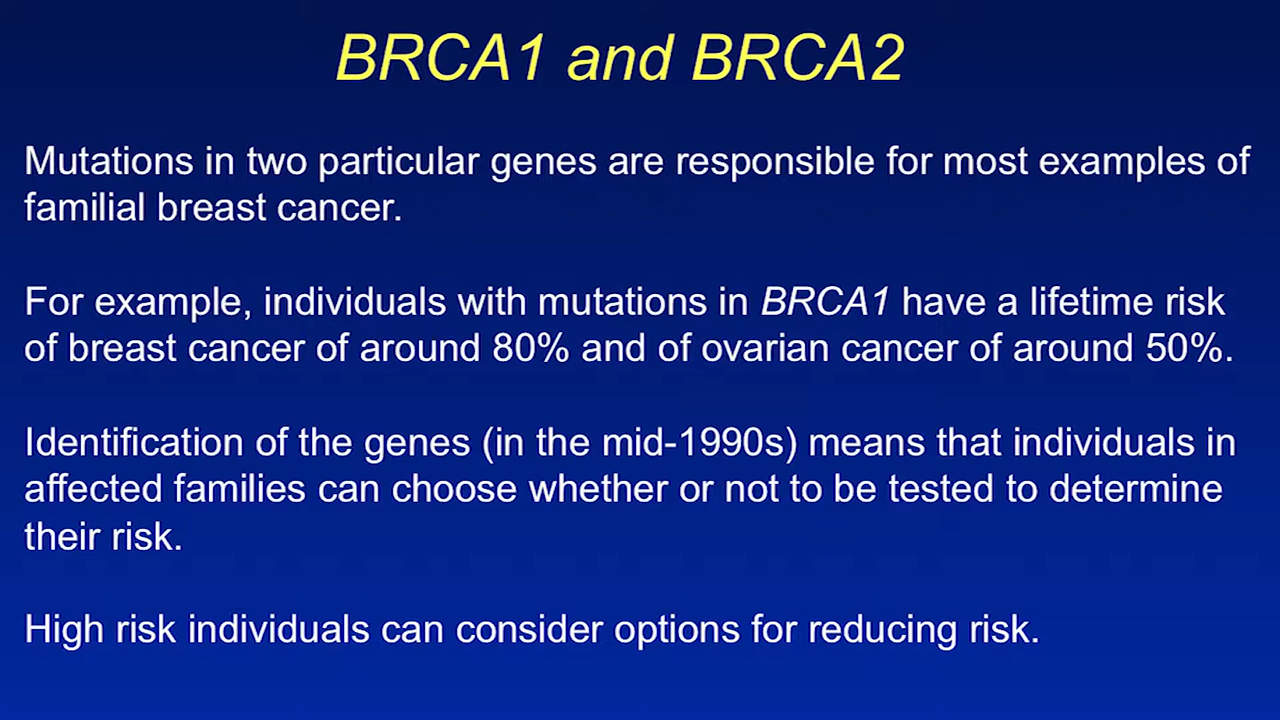 BRCA1 and BRCA2
Mutations in two particular genes are responsible for most examples of
familial breast cancer.
For example, individuals with mutations in BRCA1 have a lifetime risk
of breast cancer of around 80% and of ovarian cancer of around 50%.
Identification of the genes (in the mid-1990s) means that individuals in
affected families can choose whether or not to be tested to determine
their risk.
High risk individuals can consider options for reducing risk.